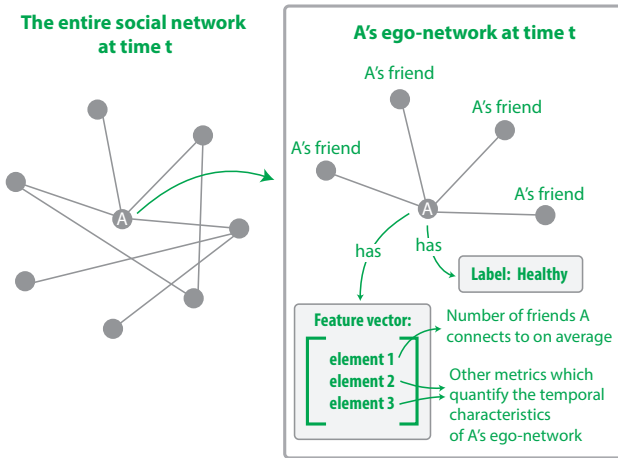 The entire social network
at time t
A
A's ego-network at time t
A's friend
A's friend
A's friend
A's friend
A
has
has
Label: Healthy
Feature vector:
element 1
element 2
element 3
Number of friends A
connects to on average
Other metrics which
quantify the temporal
characteristics
of A's ego-network